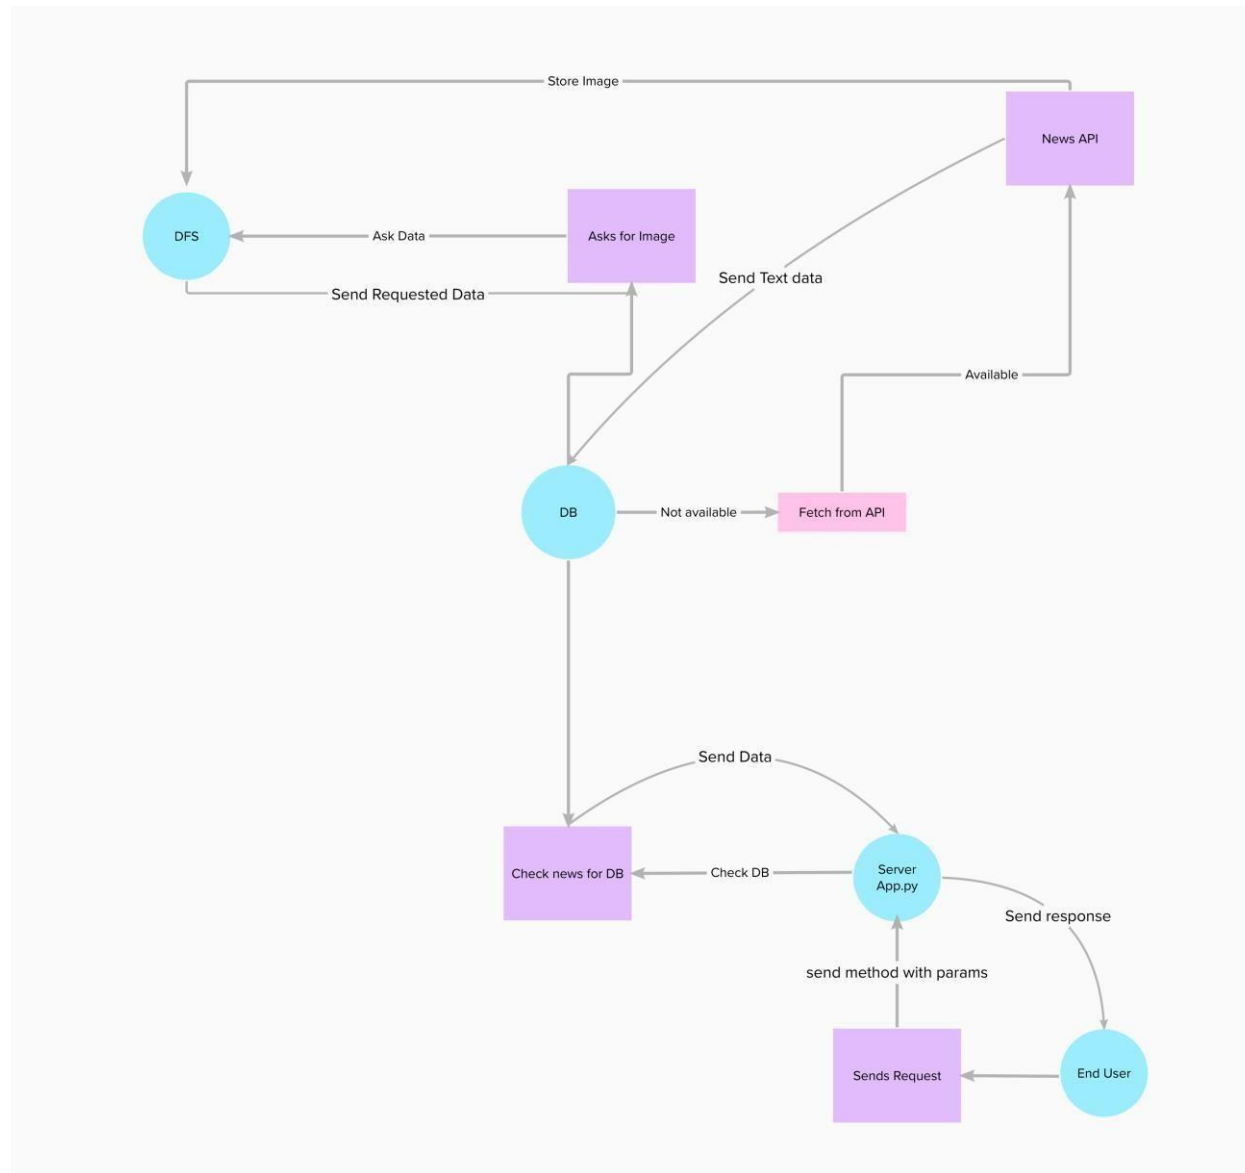 Store Image
News API
DFS
Ask Data
Asks for Image
Send Text data
Send Requested Data
Available
DB
Not available
Fetch from API
Send Data
Check news for DB
Check DB
Server
App.py
Send response
send method with params
Sends Request
End User